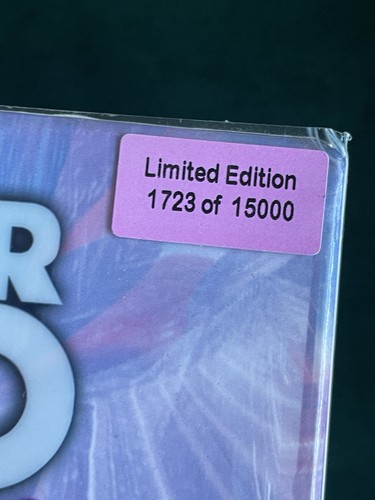 Limited Edition
1723 of 15000
R
O